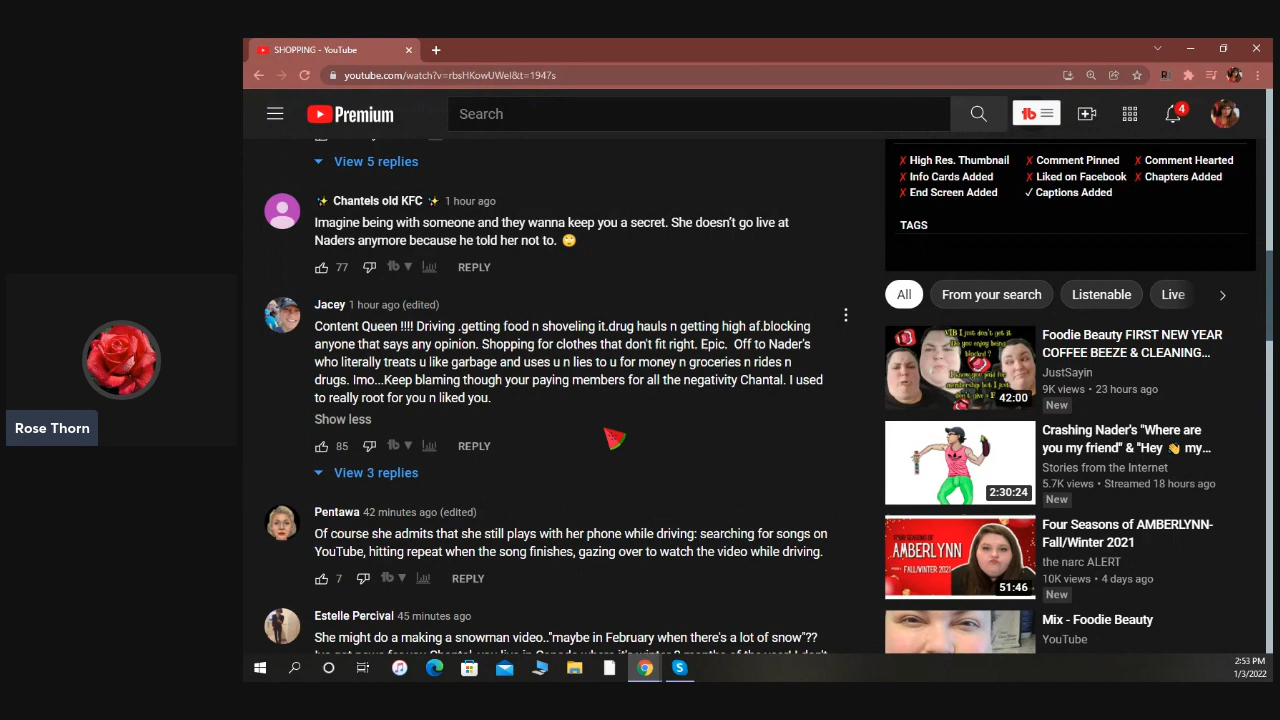 SHOPPING - YouTube
youtube.com/watch?v=rbsHKowUWeI&t=1947s
Premium
Search
4
View 5 replies
✨ Chantels old KFC ✨ 1 hour ago
Imagine being with someone and they wanna keep you a secret. She doesn’t go live at
Naders anymore because he told her not to. 🙄
77 REPLY
Jacey 1 hour ago (edited)
Content Queen !!!! Driving .getting food n shoveling it.drug hauls n getting high af.blocking
anyone that says any opinion. Shopping for clothes that don't fit right. Epic. Off to Nader's
who literally treats u like garbage and uses u n lies to u for money n groceries n rides n
drugs. Imo...Keep blaming though your paying members for all the negativity Chantal. I used
to really root for you n liked you.
Show less
85 REPLY
View 3 replies
Pentawa 42 minutes ago (edited)
Of course she admits that she still plays with her phone while driving: searching for songs on
YouTube, hitting repeat when the song finishes, gazing over to watch the video while driving.
7 REPLY
Estelle Percival 45 minutes ago
She might do a making a snowman video.."maybe in February when there's a lot of snow"??
✗ High Res. Thumbnail ✗ Comment Pinned ✗ Comment Hearted
✗ Info Cards Added ✗ Liked on Facebook ✗ Chapters Added
✗ End Screen Added ✓ Captions Added
TAGS
All From your search Listenable Live
Foodie Beauty FIRST NEW YEAR
COFFEE BEEZE & CLEANING...
JustSayin
9K views • 23 hours ago
New
42:00
Crashing Nader's "Where are
you my friend" & "Hey 👋 my...
Stories from the Internet
5.7K views • Streamed 18 hours ago
New
2:30:24
Four Seasons of AMBERLYNN-
Fall/Winter 2021
the narc ALERT
10K views • 4 days ago
New
AMBERLYNN
FALL/WINTER 2021
51:46
Mix - Foodie Beauty
YouTube
Rose Thorn
2:53 PM
1/3/2022